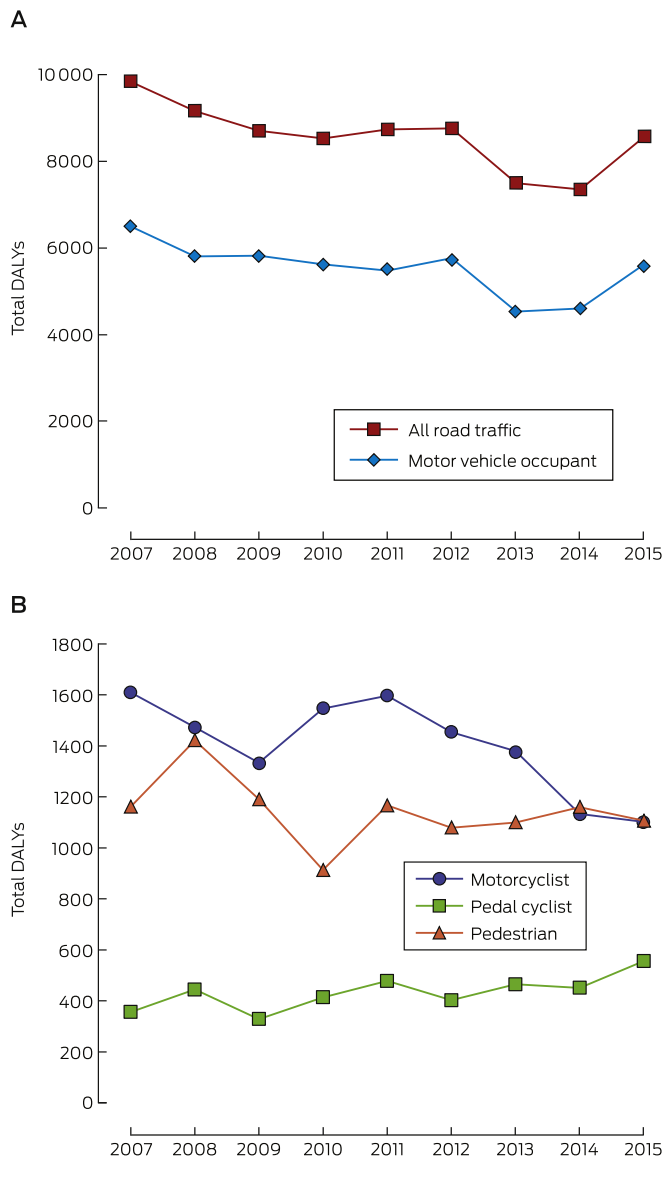 A
10 000
8000
6000
4000
2000
0
Total DALYs
All road traffic
Motor vehicle occupant
2007 2008 2009 2010 2011 2012 2013 2014 2015
B
1800
1600
1400
1200
1000
800
600
400
200
0
Total DALYs
Motorcyclist
Pedal cyclist
Pedestrian
2007 2008 2009 2010 2011 2012 2013 2014 2015